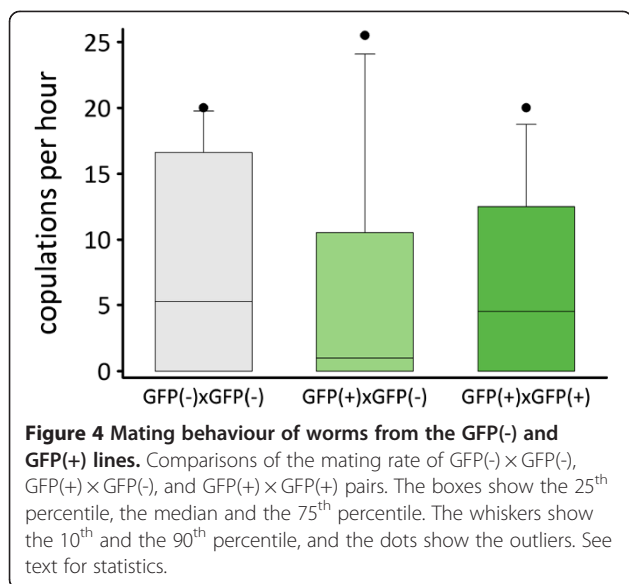 25
20
15
10
5
0
copulations per hour
GFP(-)xGFP(-) GFP(+)xGFP(-) GFP(+)xGFP(+)
Figure 4 Mating behaviour of worms from the GFP(-) and
GFP(+) lines. Comparisons of the mating rate of GFP(-) × GFP(-),
GFP(+) × GFP(-), and GFP(+) × GFP(+) pairs. The boxes show the 25th
percentile, the median and the 75th percentile. The whiskers show
the 10th and the 90th percentile, and the dots show the outliers. See
text for statistics.